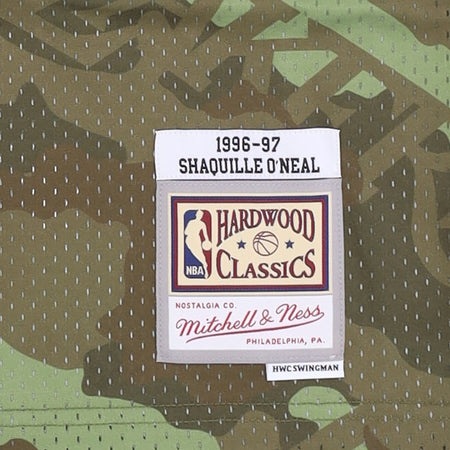 1996-97
SHAQUILLE O'NEAL
HARDWOOD
CLASSICS
NBA
NOSTALGIA CO.
Mitchell & Ness
PHILADELPHIA, PA.
HWC SWINGMAN